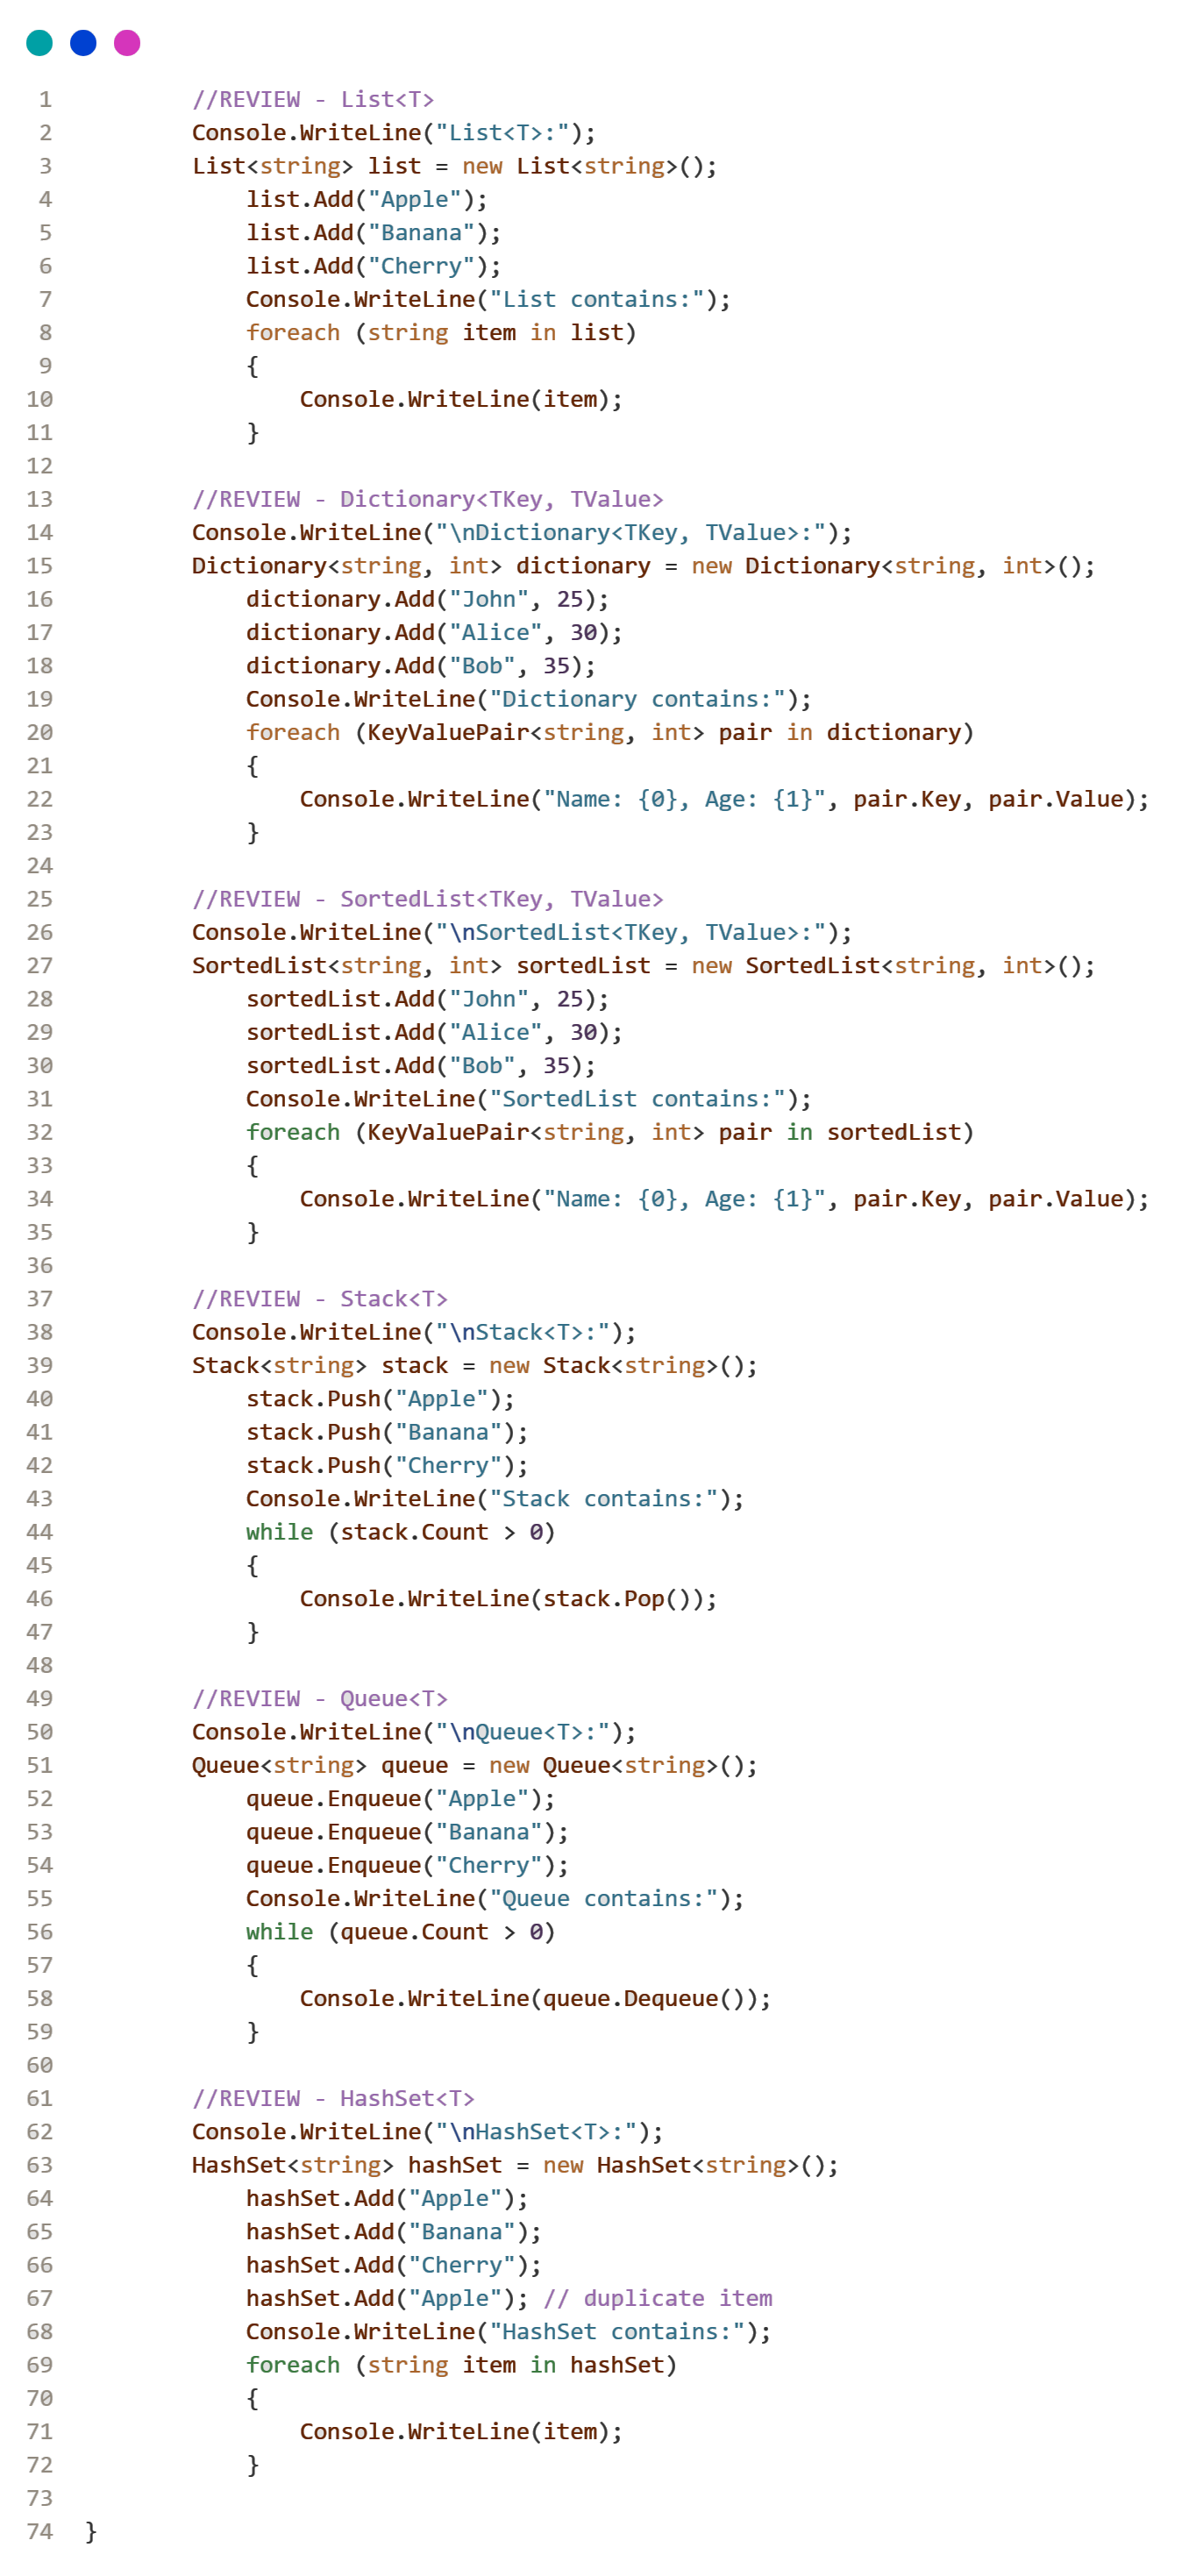 1 //REVIEW - List<T>
2 Console.WriteLine("List<T>:");
3 List<string> list = new List<string>();
4 list.Add("Apple");
5 list.Add("Banana");
6 list.Add("Cherry");
7 Console.WriteLine("List contains:");
8 foreach (string item in list)
9 {
10 Console.WriteLine(item);
11 }
12
13 //REVIEW - Dictionary<TKey, TValue>
14 Console.WriteLine("\nDictionary<TKey, TValue>:");
15 Dictionary<string, int> dictionary = new Dictionary<string, int>();
16 dictionary.Add("John", 25);
17 dictionary.Add("Alice", 30);
18 dictionary.Add("Bob", 35);
19 Console.WriteLine("Dictionary contains:");
20 foreach (KeyValuePair<string, int> pair in dictionary)
21 {
22 Console.WriteLine("Name: {0}, Age: {1}", pair.Key, pair.Value);
23 }
24
25 //REVIEW - SortedList<TKey, TValue>
26 Console.WriteLine("\nSortedList<TKey, TValue>:");
27 SortedList<string, int> sortedList = new SortedList<string, int>();
28 sortedList.Add("John", 25);
29 sortedList.Add("Alice", 30);
30 sortedList.Add("Bob", 35);
31 Console.WriteLine("SortedList contains:");
32 foreach (KeyValuePair<string, int> pair in sortedList)
33 {
34 Console.WriteLine("Name: {0}, Age: {1}", pair.Key, pair.Value);
35 }
36
37 //REVIEW - Stack<T>
38 Console.WriteLine("\nStack<T>:");
39 Stack<string> stack = new Stack<string>();
40 stack.Push("Apple");
41 stack.Push("Banana");
42 stack.Push("Cherry");
43 Console.WriteLine("Stack contains:");
44 while (stack.Count > 0)
45 {
46 Console.WriteLine(stack.Pop());
47 }
48
49 //REVIEW - Queue<T>
50 Console.WriteLine("\nQueue<T>:");
51 Queue<string> queue = new Queue<string>();
52 queue.Enqueue("Apple");
53 queue.Enqueue("Banana");
54 queue.Enqueue("Cherry");
55 Console.WriteLine("Queue contains:");
56 while (queue.Count > 0)
57 {
58 Console.WriteLine(queue.Dequeue());
59 }
60
61 //REVIEW - HashSet<T>
62 Console.WriteLine("\nHashSet<T>:");
63 HashSet<string> hashSet = new HashSet<string>();
64 hashSet.Add("Apple");
65 hashSet.Add("Banana");
66 hashSet.Add("Cherry");
67 hashSet.Add("Apple"); // duplicate item
68 Console.WriteLine("HashSet contains:");
69 foreach (string item in hashSet)
70 {
71 Console.WriteLine(item);
72 }
73
74 }